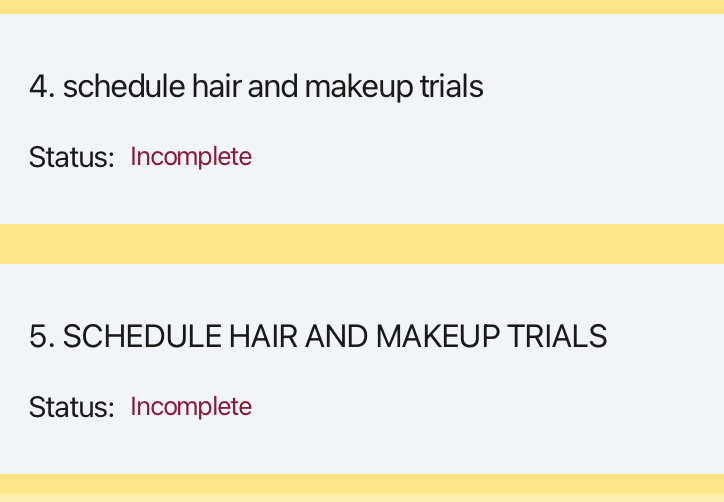 4. schedule hair and makeup trials
Status: Incomplete
5. SCHEDULE HAIR AND MAKEUP TRIALS
Status: Incomplete